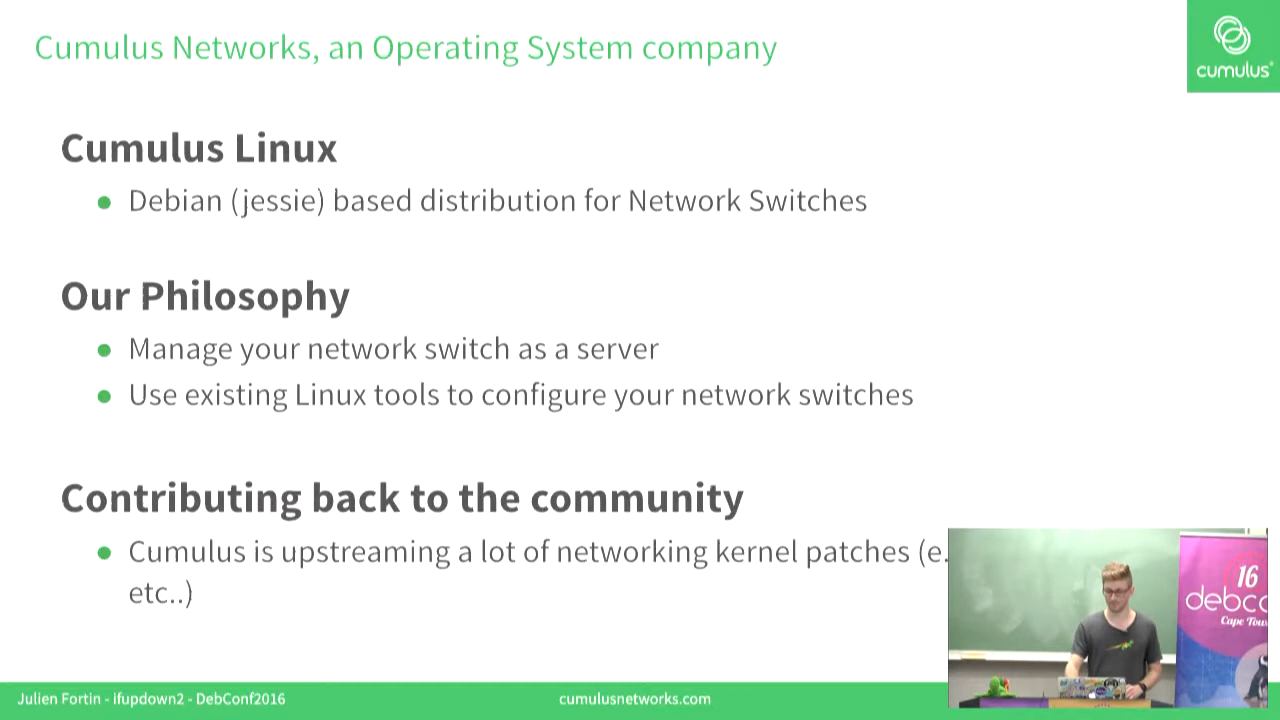 Cumulus Networks, an Operating System company
cumulus
Cumulus Linux
Debian (jessie) based distribution for Network Switches
Our Philosophy
Manage your network switch as a server
Use existing Linux tools to configure your network switches
Contributing back to the community
Cumulus is upstreaming a lot of networking kernel patches (e.
etc..)
16
debco
Cape Tow
Julien Fortin - ifupdown2 - DebConf2016
cumulusnetworks.com